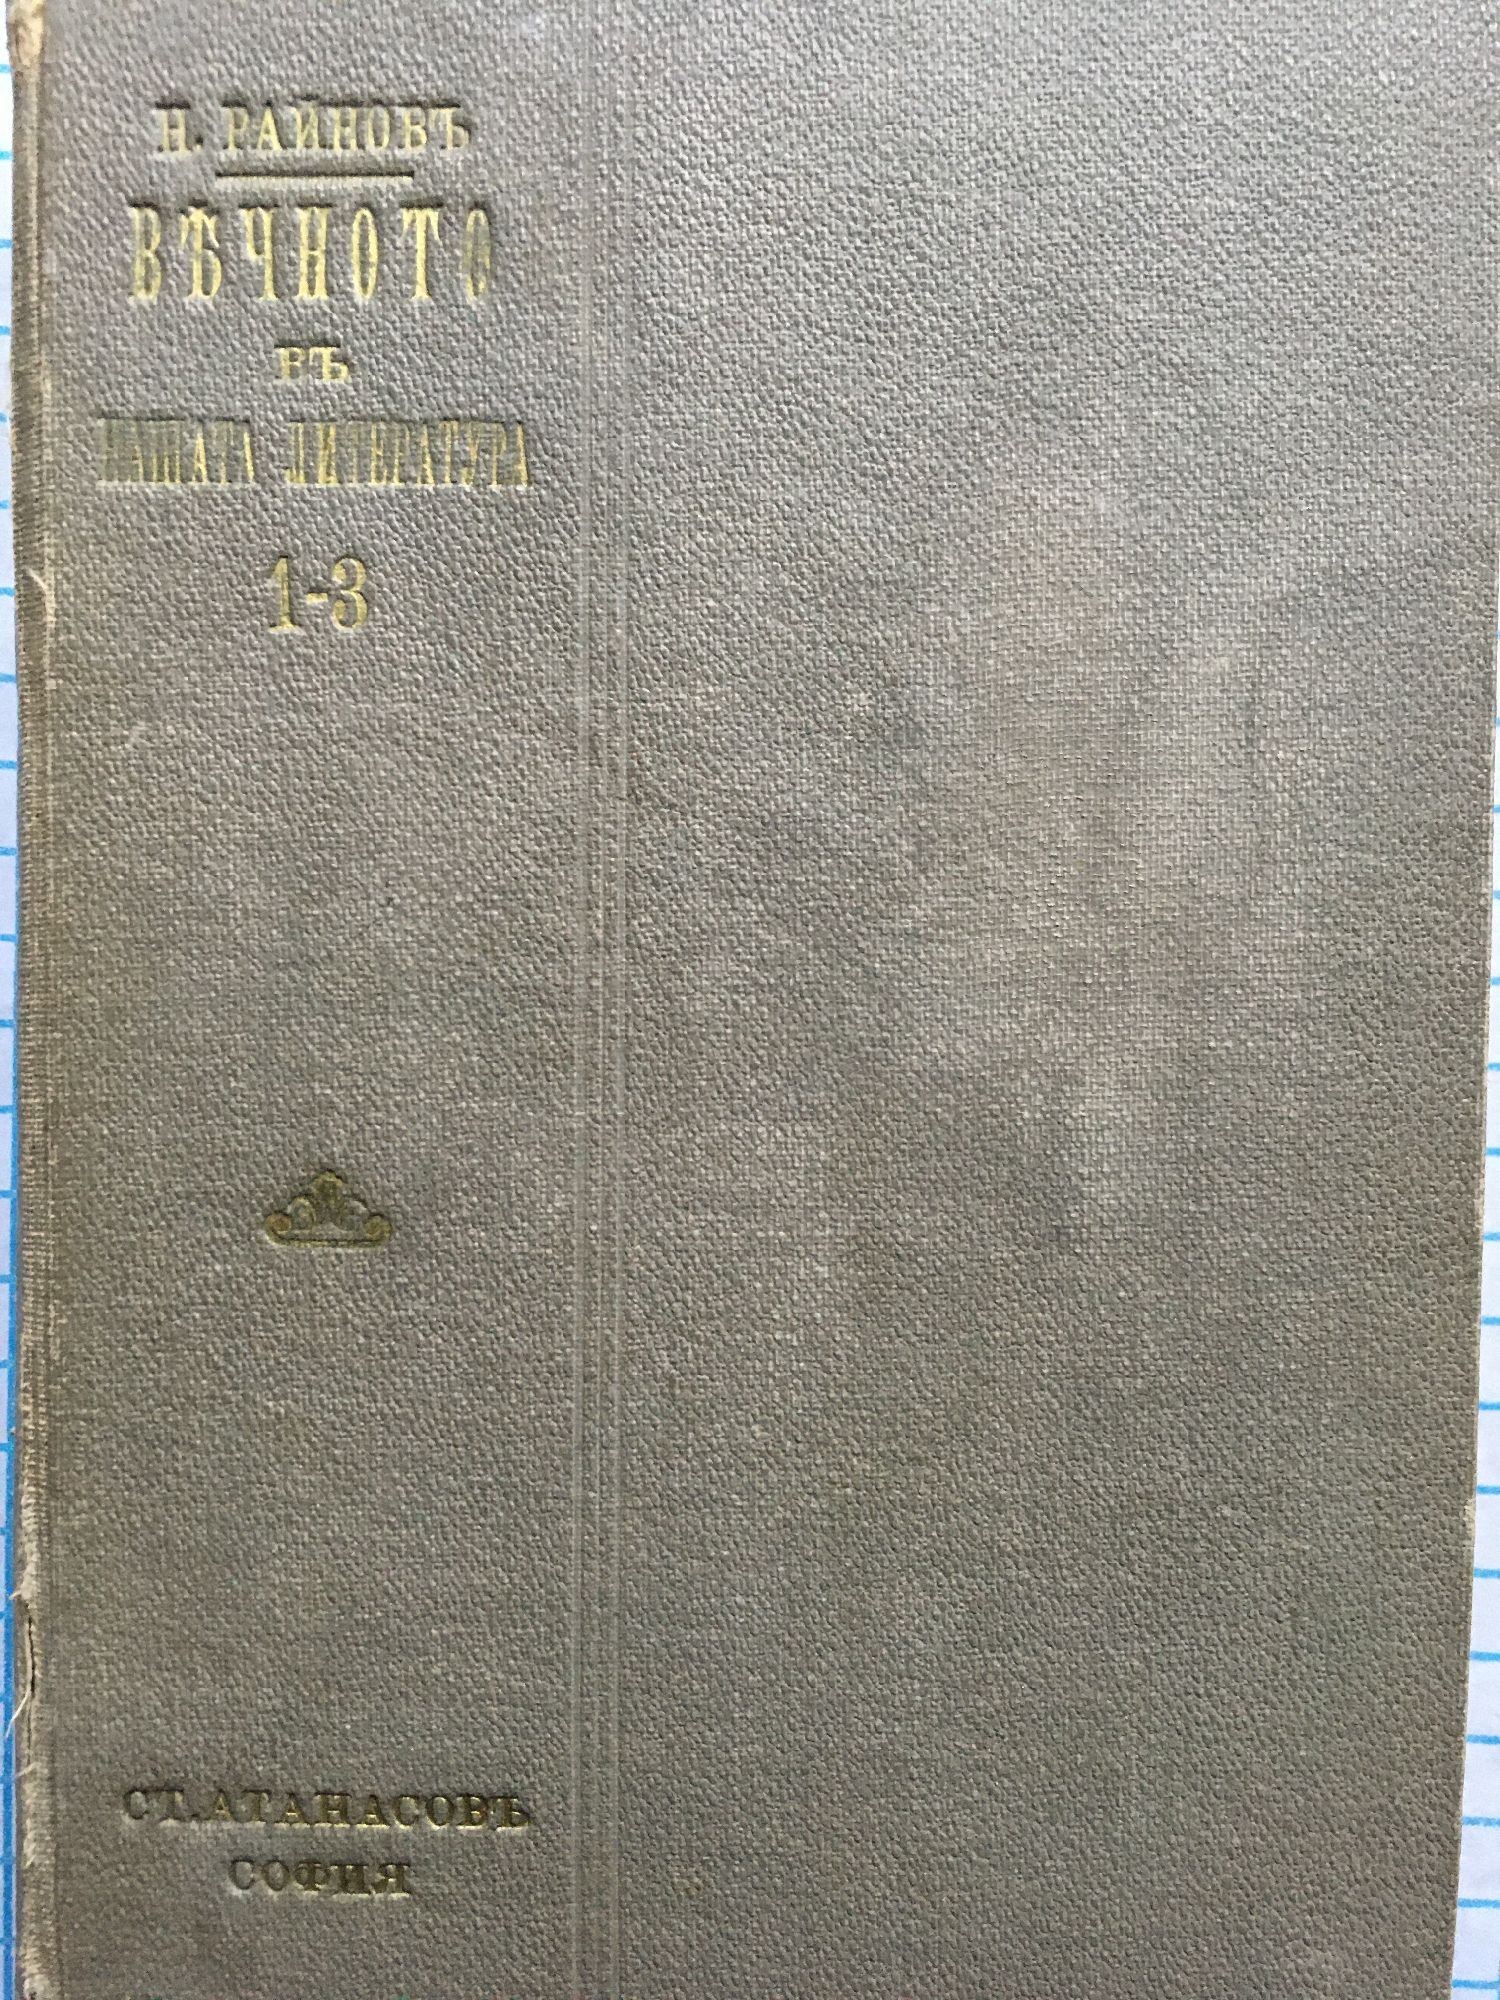 Н. РАЙНОВЪ
ВѢЧНОТО
ВЪ
НАШАТА ЛИТЕРАТУРА
1-3
СТ. АТАНАСОВЪ
СОФИЯ